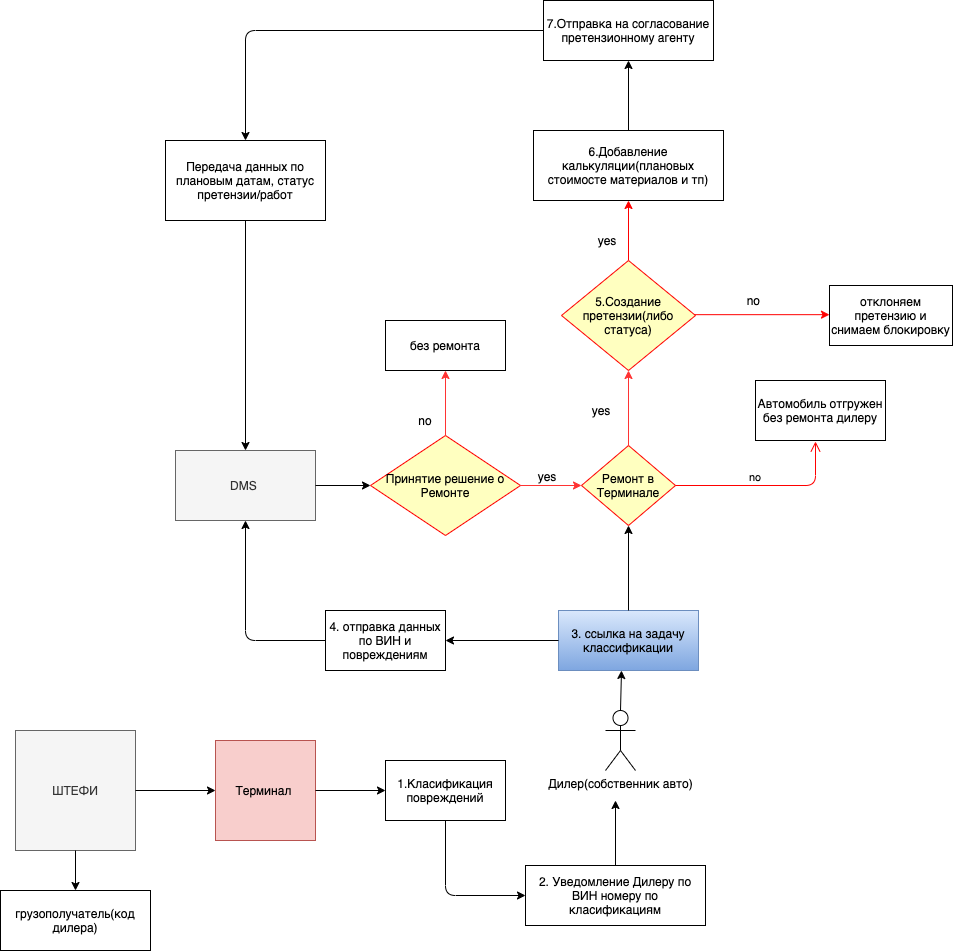 7.Отправка на согласование
претензионному агенту
Передача данных по
плановым датам, статус
претензии/работ
6.Добавление
калькуляции(плановых
стоимосте материалов и тп)
yes
5.Создание
претензии(либо
статуса)
no
отклоняем
претензию и
снимаем блокировку
без ремонта
no
yes
Автомобиль отгружен
без ремонта дилеру
DMS
Принятие решение о
Ремонте
yes
Ремонт в
Терминале
no
4. отправка данных
по ВИН и
повреждениям
3. ссылка на задачу
классификации
Дилер(собственник авто)
ШТЕФИ
Терминал
1.Класификация
повреждений
2. Уведомление Дилеру по
ВИН номеру по
классификациям
грузополучатель(код
дилера)